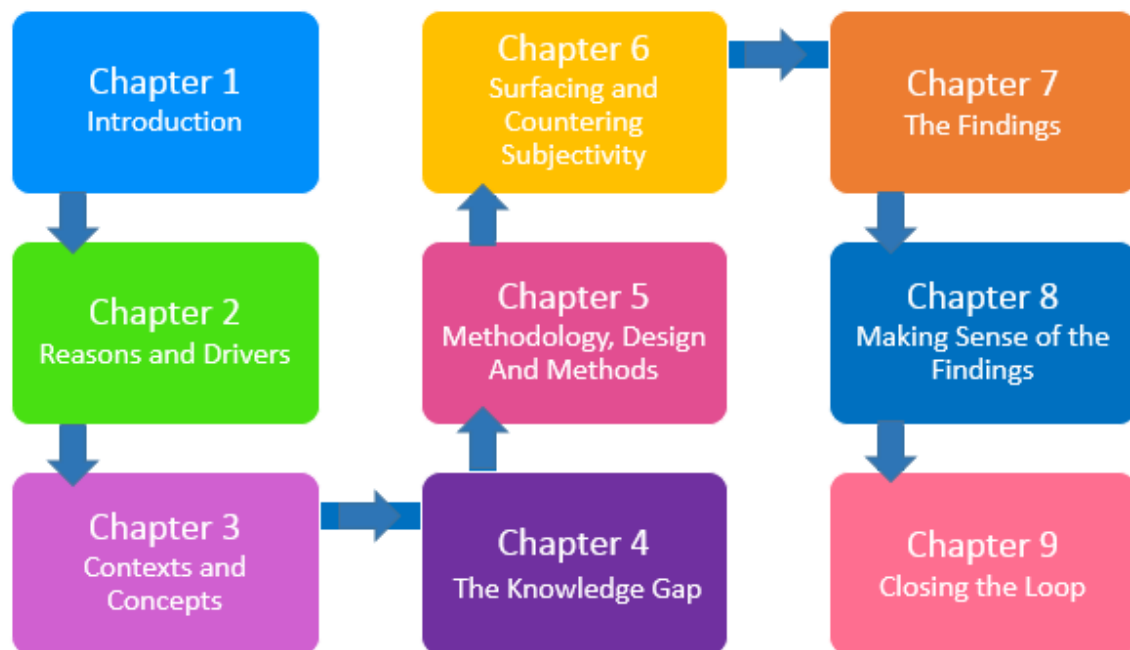 Chapter 1
Introduction
Chapter 2
Reasons and Drivers
Chapter 3
Contexts and
Concepts
Chapter 4
The Knowledge Gap
Chapter 5
Methodology, Design
And Methods
Chapter 6
Surfacing and
Countering
Subjectivity
Chapter 7
The Findings
Chapter 8
Making Sense of the
Findings
Chapter 9
Closing the Loop